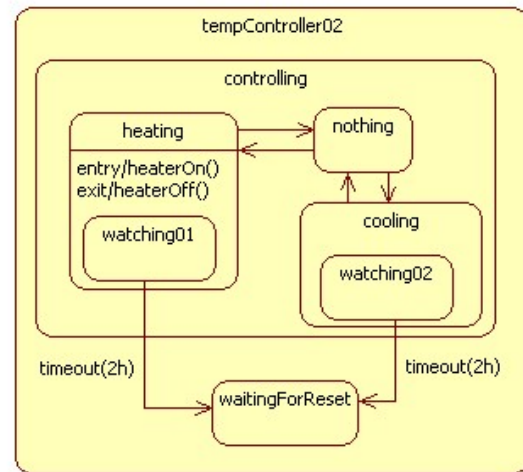 tempController02
controlling
heating
nothing
entry/heaterOn()
exit/heaterOff()
cooling
watching01
watching02
timeout(2h)
timeout(2h)
waitingForReset